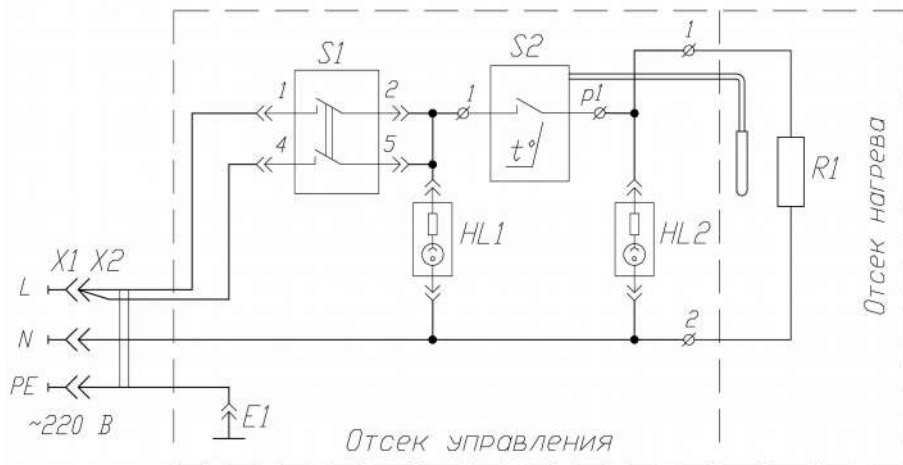 S1
S2
1
1
2
1
p1
4
5
t°
R1
HL1
HL2
Отсек нагрева
X1 X2
L
N
2
PE
E1
~220 В
Отсек управления